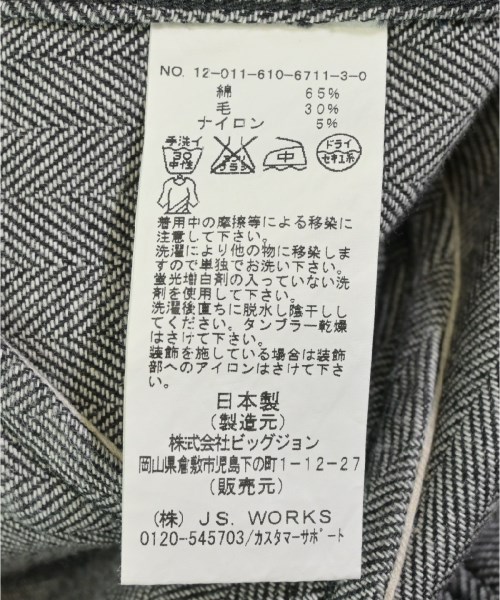 NO. 12-011-610-6711-3-0
綿 65%
毛 30%
ナイロン 5%
手洗イ
30
中性
エンソサラシ
中
ドライ
セキユ系
着用中の摩擦等による移染に
注意して下さい。
洗濯により他の物に移染しま
すので単独でお洗い下さい。
蛍光増白剤の入っていない洗
剤を使用して下さい。
洗濯後直ちに脱水し陰干しし
てください。タンブラー乾燥
はさけて下さい。
装飾を施している場合は装飾
部へのアイロンはさけて下さ
い。
日本製
(製造元)
株式会社ビッグジョン
岡山県倉敷市児島下の町1-12-27
(販売元)
(株) JS. WORKS
0120-545703/カスタマーサポート